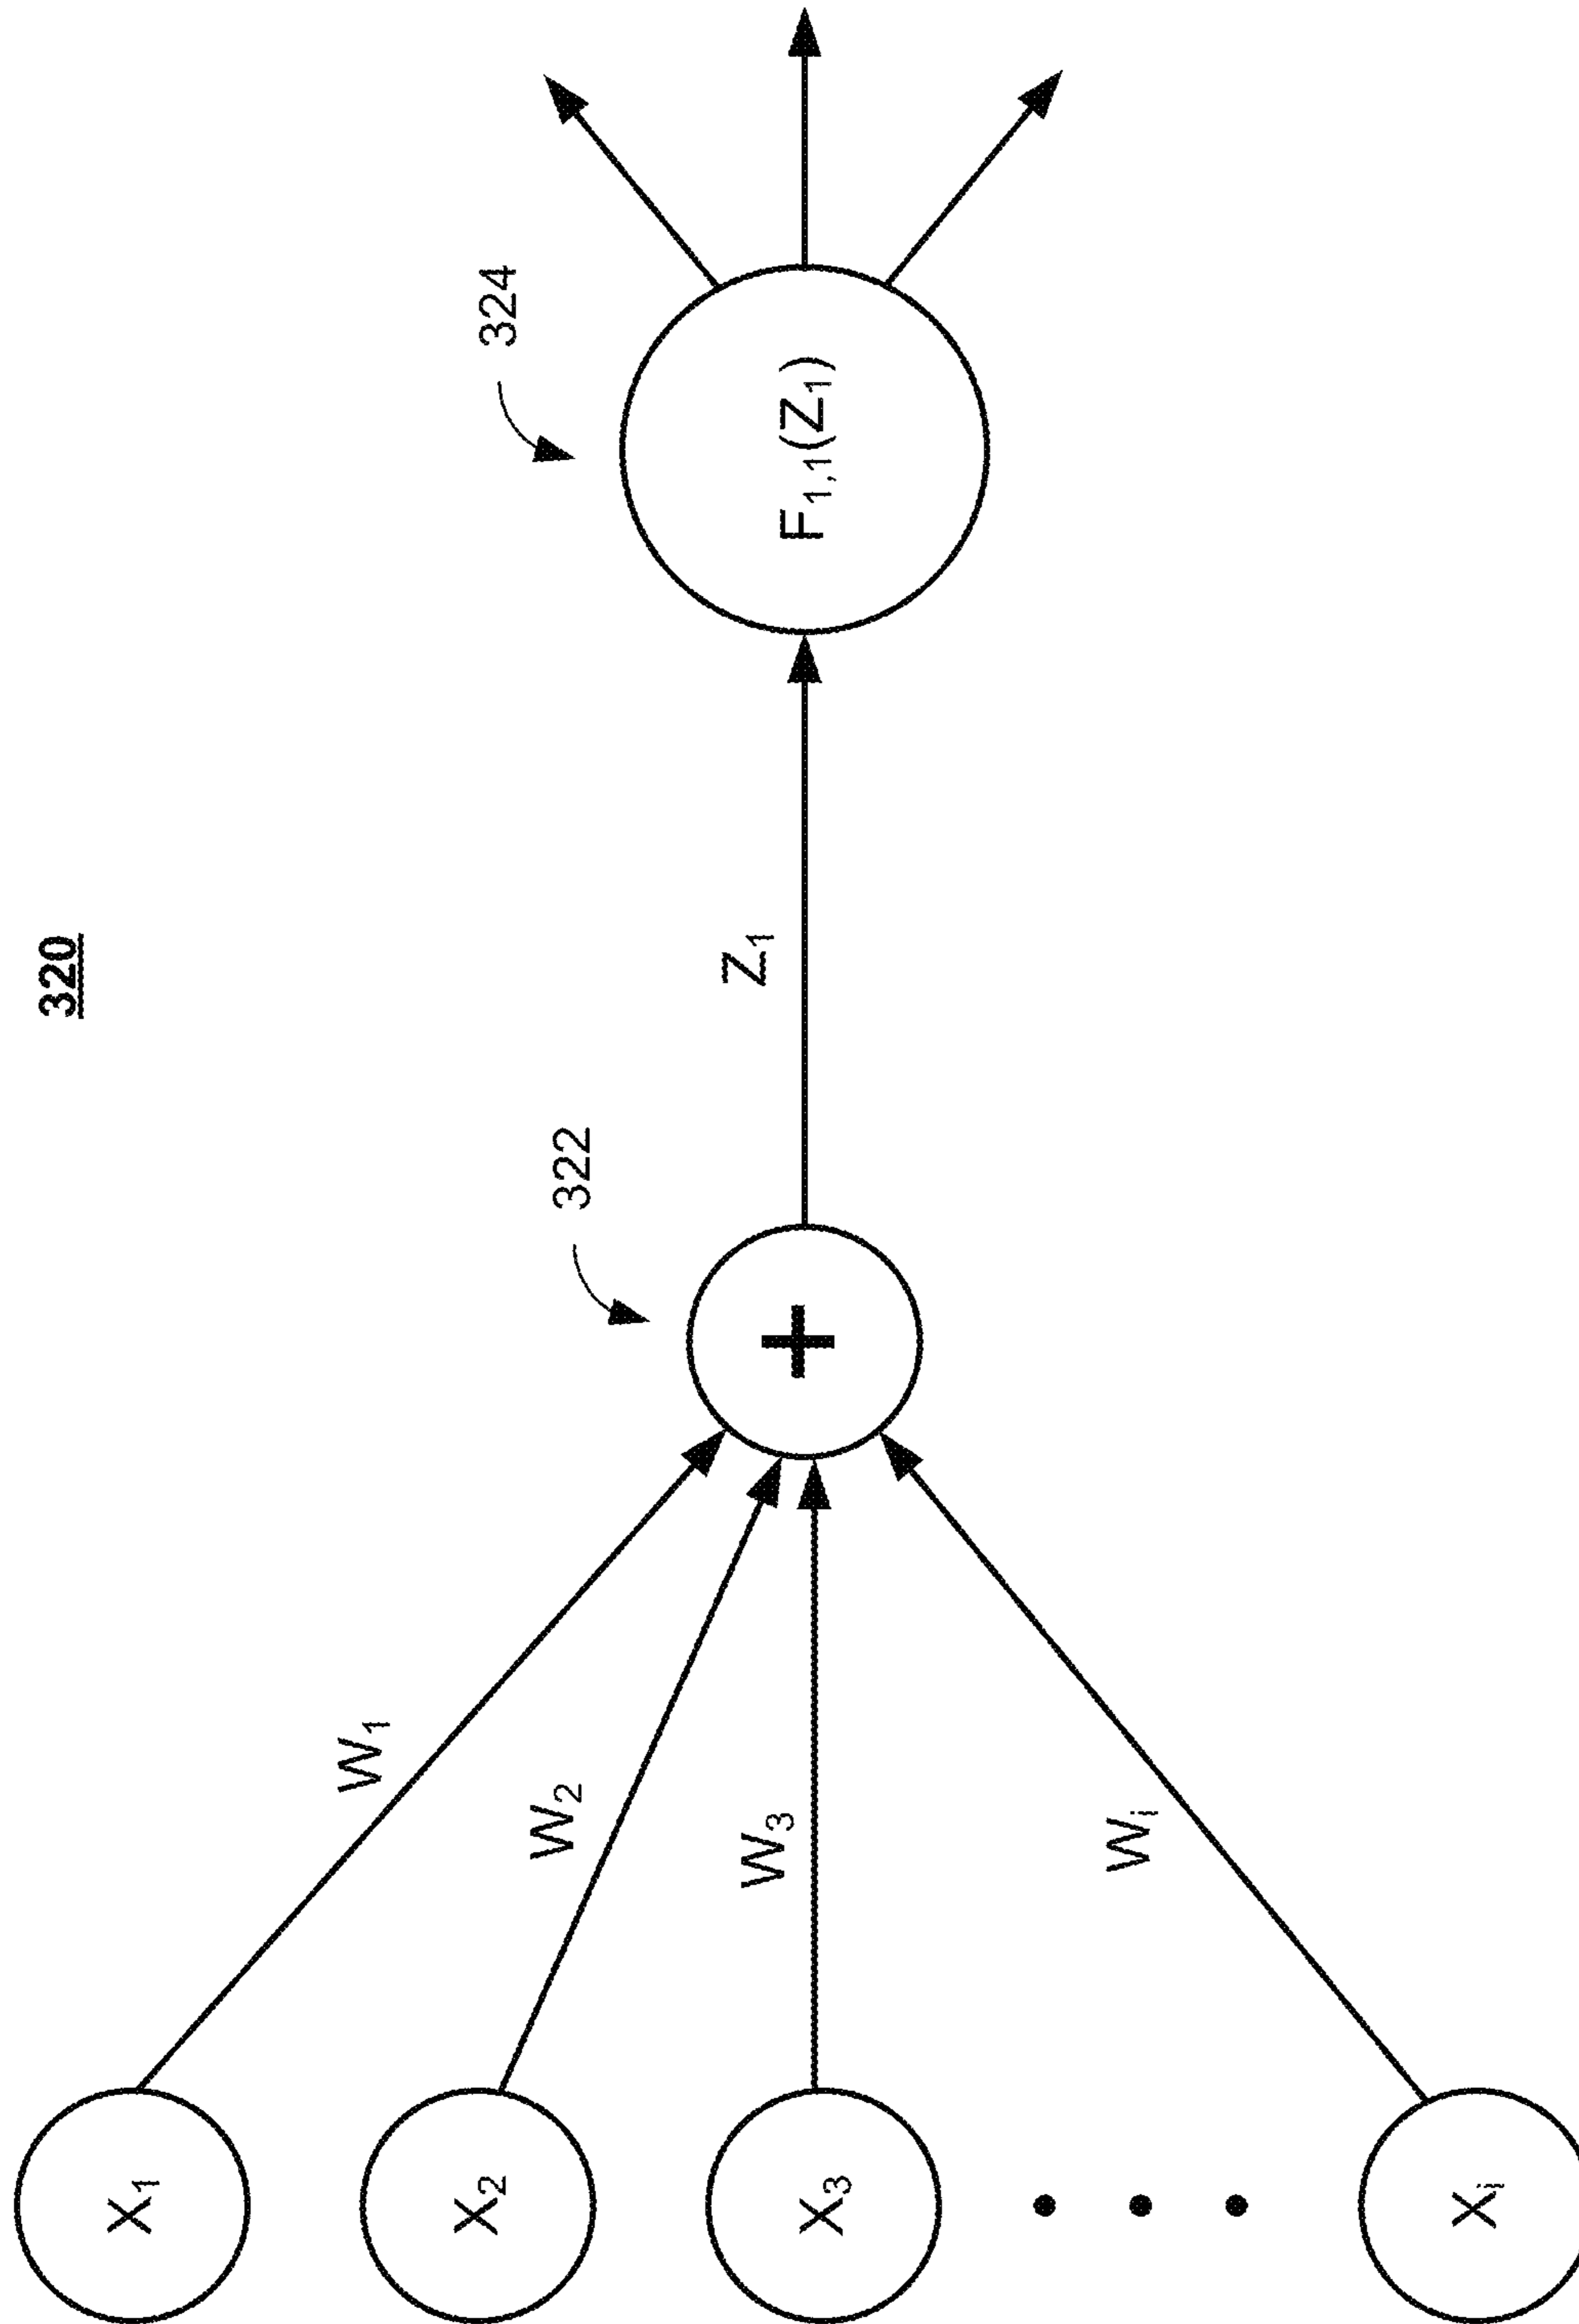 320
X₁
X₂
X₃
Xᵢ
W₁
W₂
W₃
Wᵢ
322
+
Z₁
324
F₁,₁(Z₁)